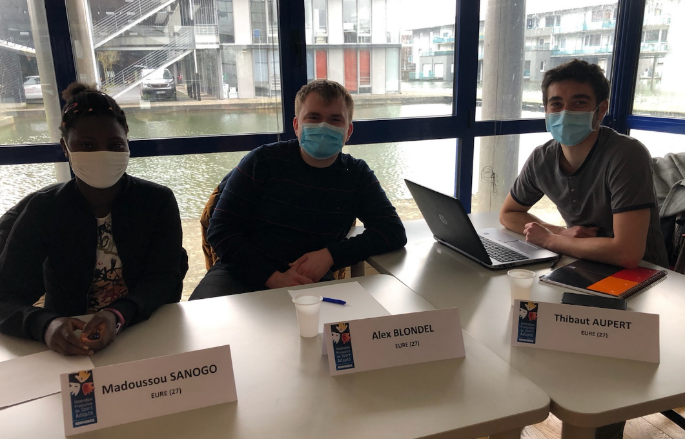 Madoussou SANOGO
EURE (27)
Alex BLONDEL
EURE (27)
Thibaut AUPERT
EURE (27)